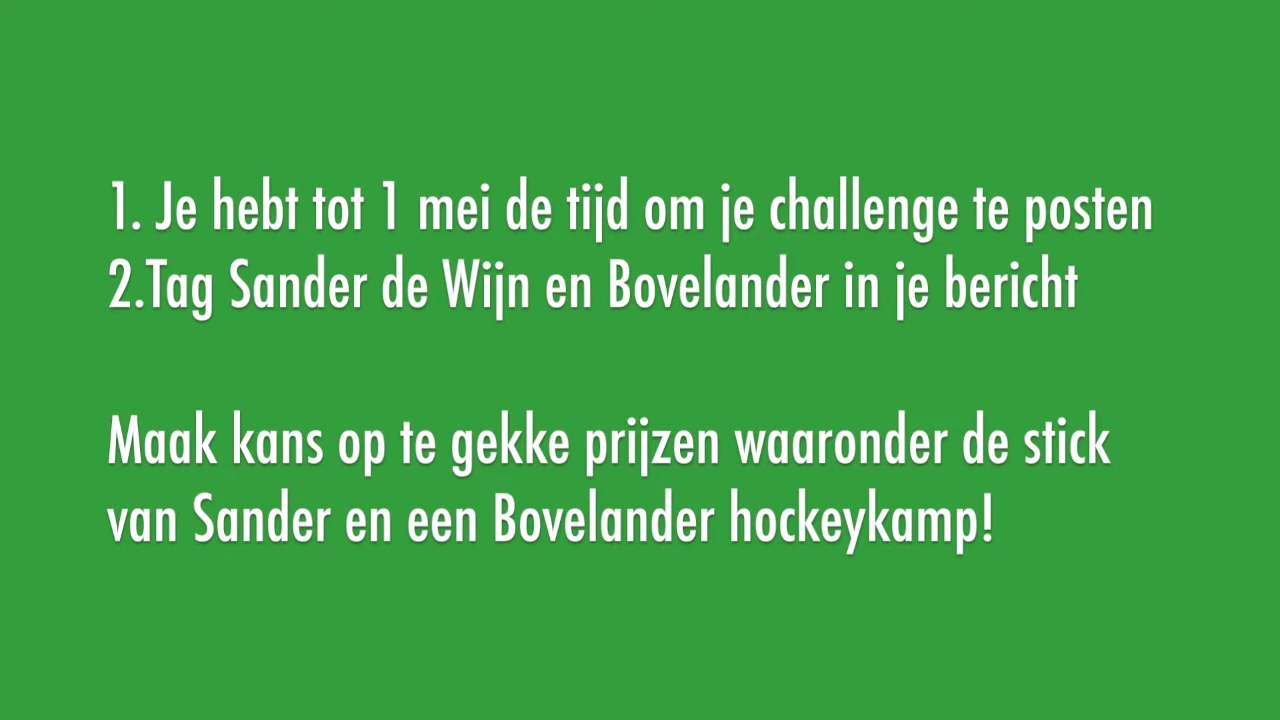 1. Je hebt tot 1 mei de tijd om je challenge te posten
2.Tag Sander de Wijn en Bovelander in je bericht
Maak kans op te gekke prijzen waaronder de stick
van Sander en een Bovelander hockeykamp!